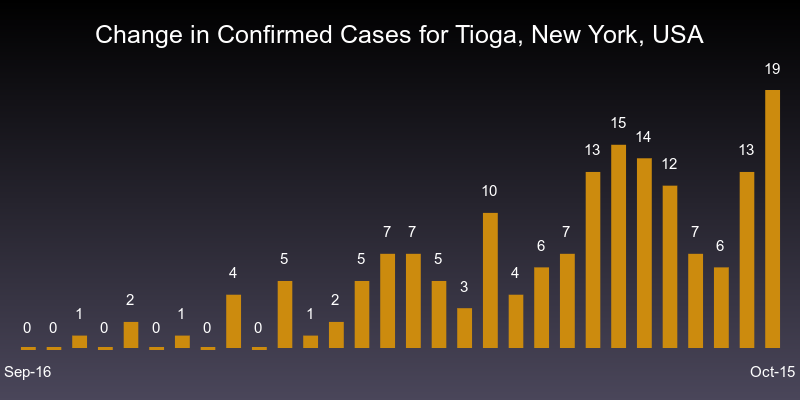 Change in Confirmed Cases for Tioga, New York, USA
0 0 1 0 2 0 1 0 4 0 5 1 2 5 7 7 5 3 10 4 6 7 13 15 14 12 7 6 13 19
Sep-16 Oct-15